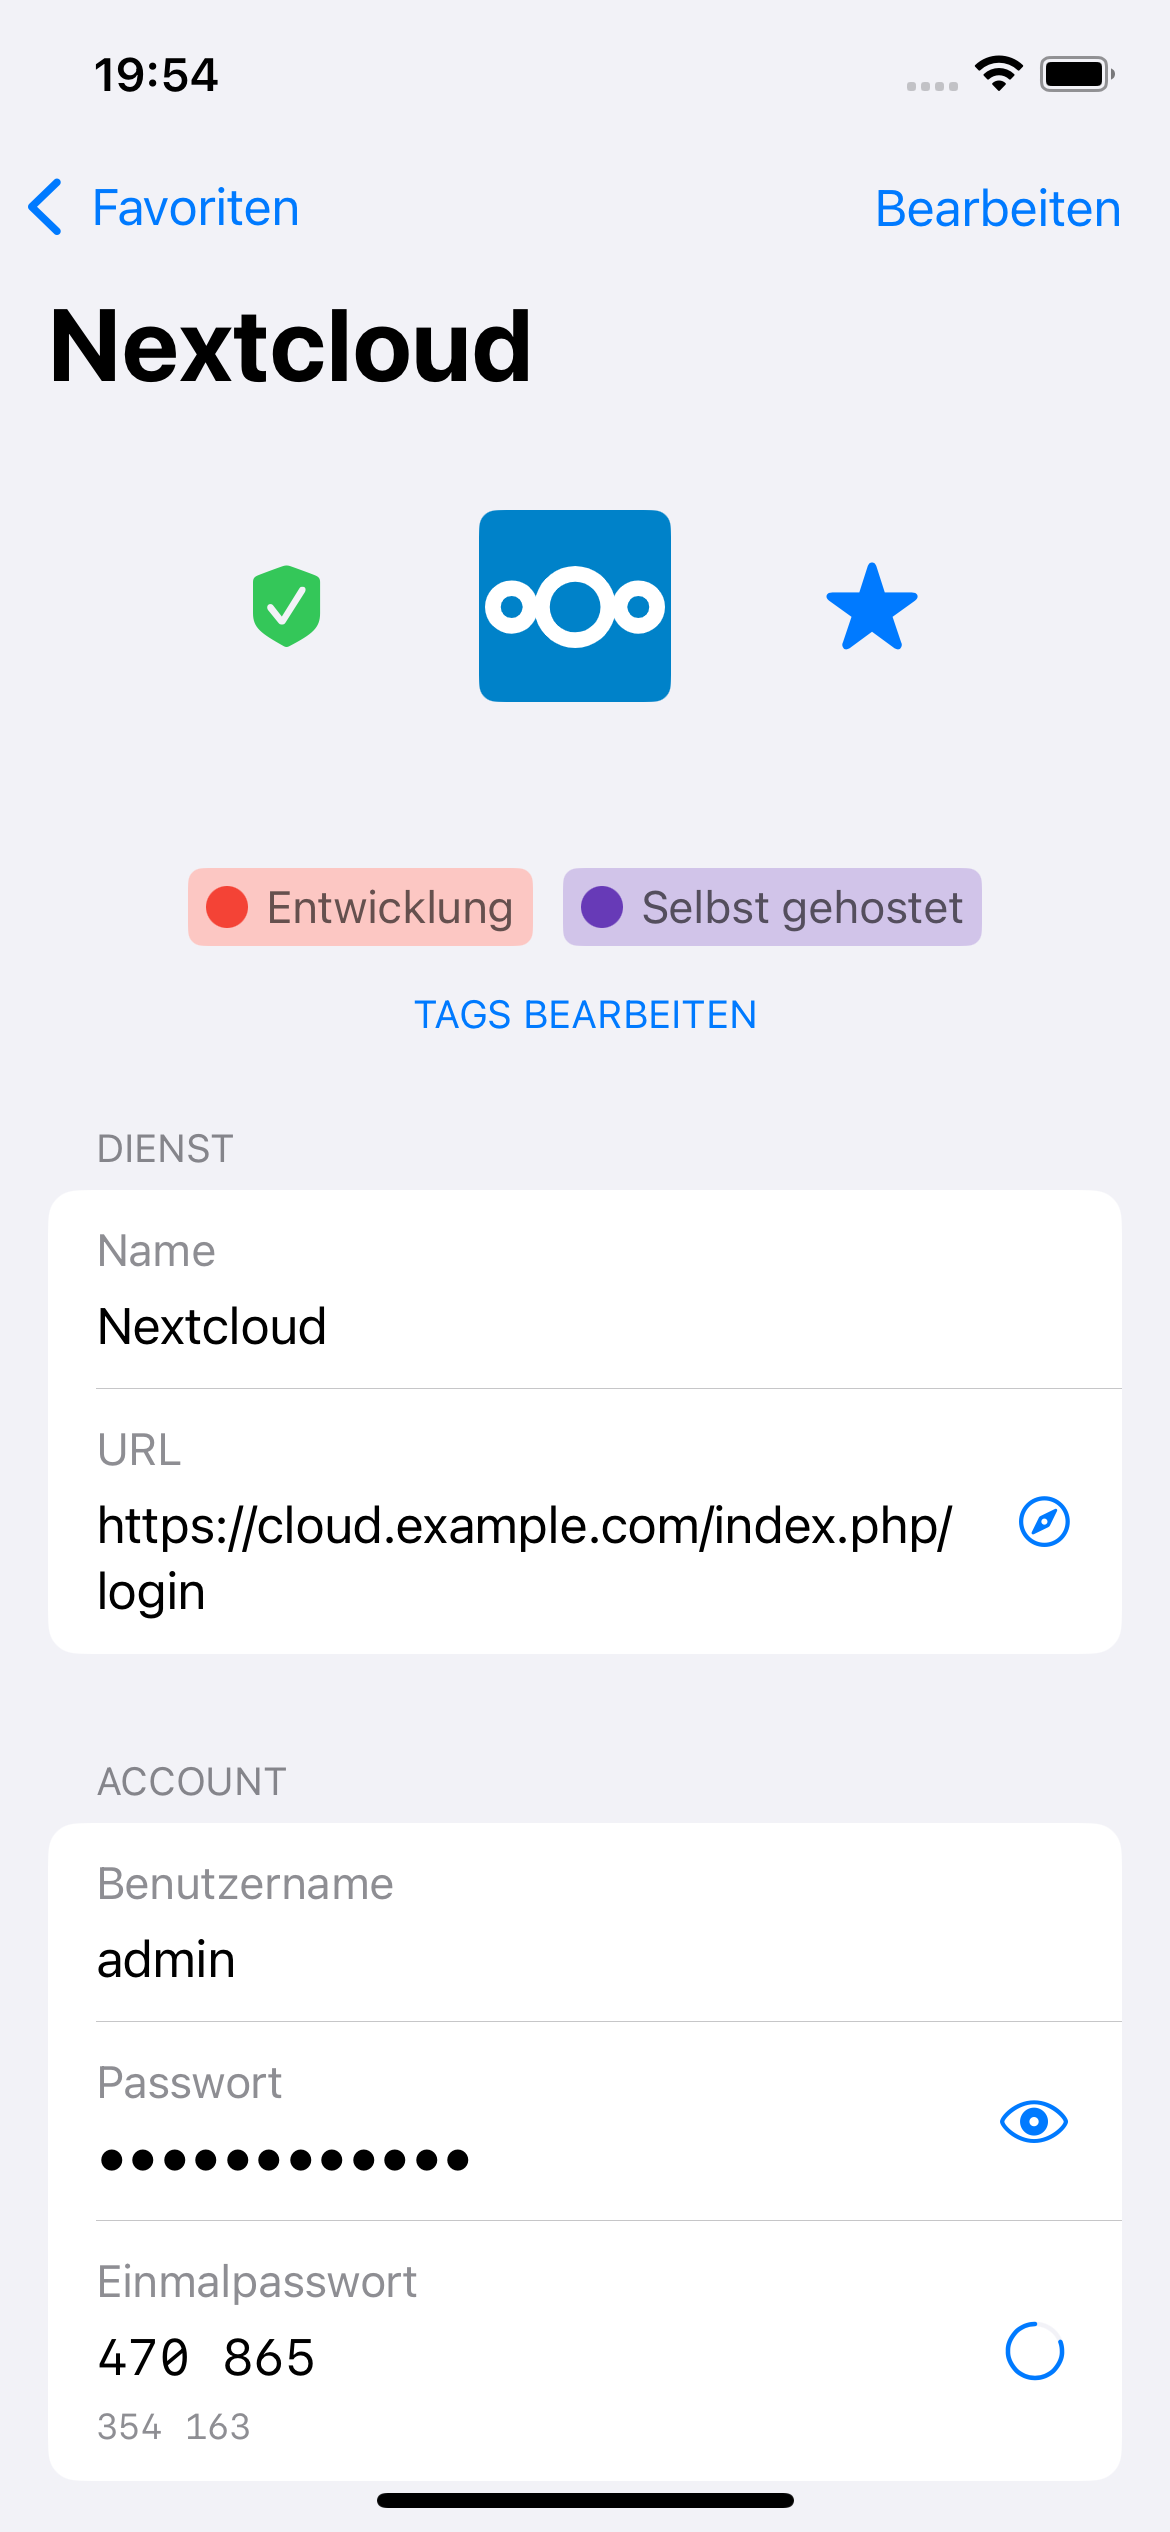 19:54
Favoriten
Bearbeiten
Nextcloud
Entwicklung
Selbst gehostet
TAGS BEARBEITEN
DIENST
Name
Nextcloud
URL
https://cloud.example.com/index.php/
login
ACCOUNT
Benutzername
admin
Passwort
●●●●●●●●●●●●
Einmalpasswort
470 865
354 163